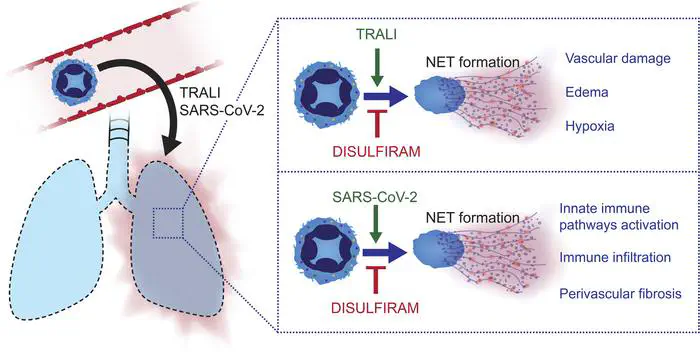 TRALI
SARS-CoV-2
TRALI
NET formation
DISULFIRAM
Vascular damage
Edema
Hypoxia
SARS-CoV-2
NET formation
DISULFIRAM
Innate immune
pathways activation
Immune infiltration
Perivascular fibrosis